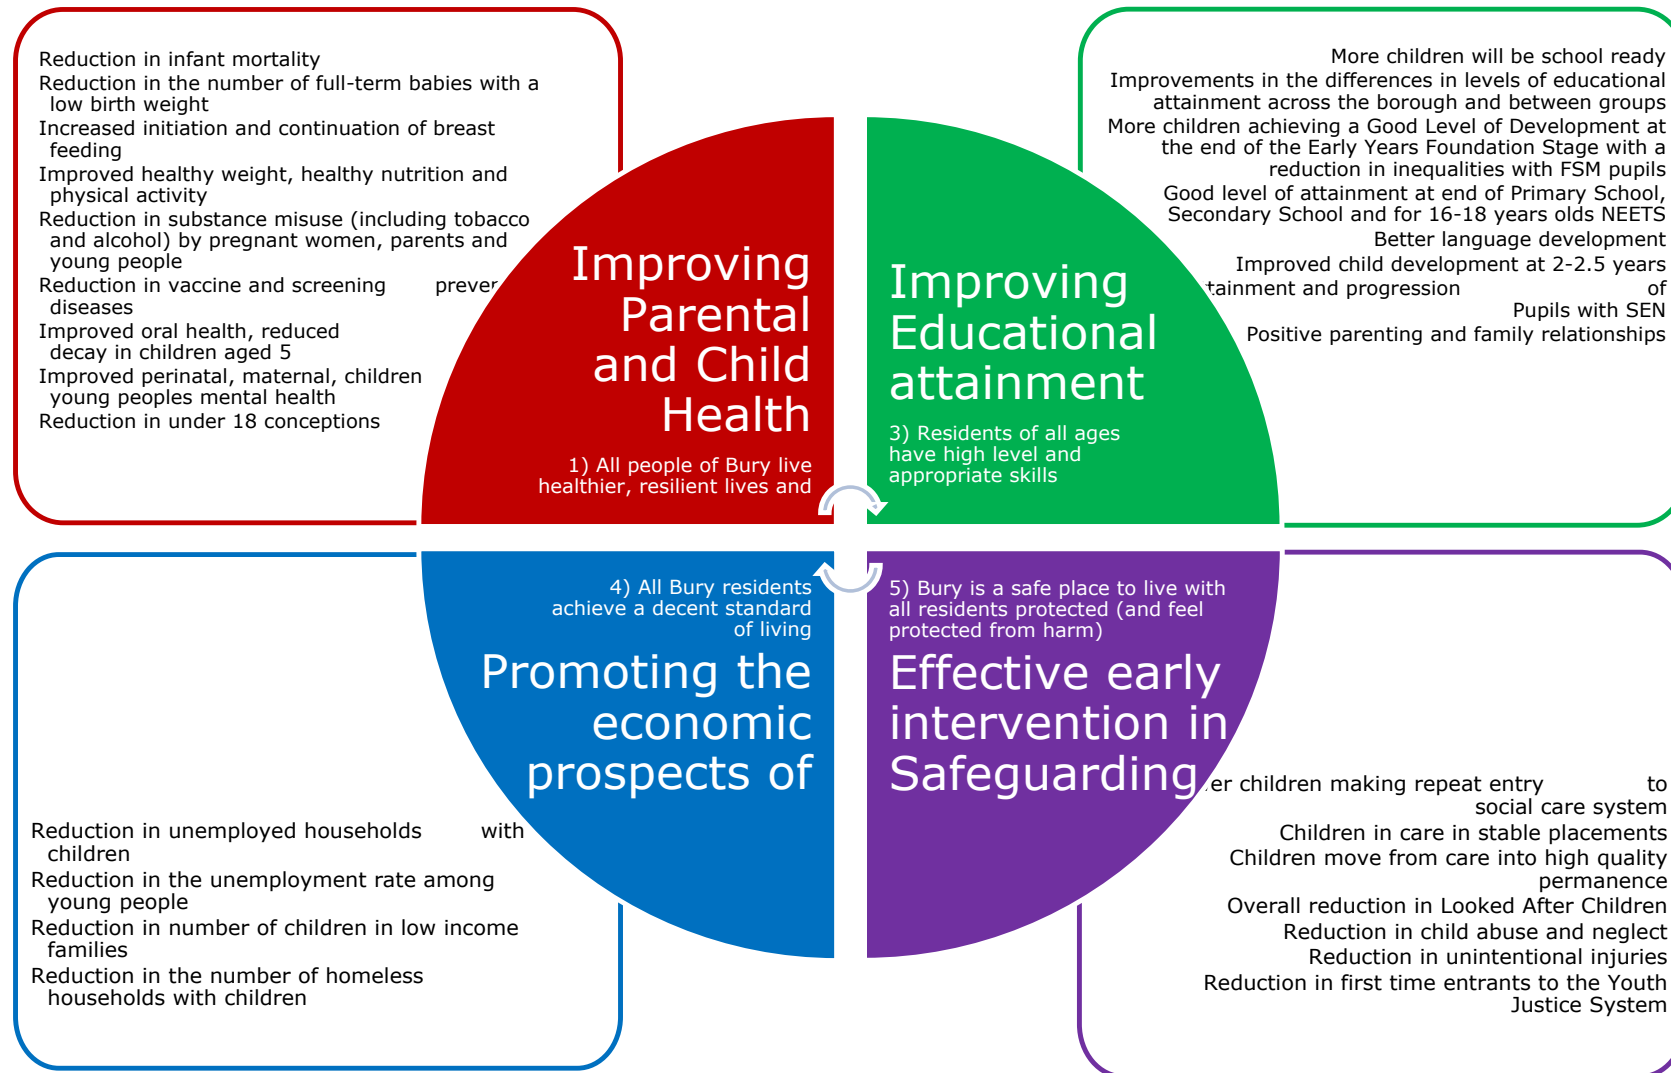 Reduction in infant mortality
Reduction in the number of full-term babies with a
low birth weight
Increased initiation and continuation of breast
feeding
Improved healthy weight, healthy nutrition and
physical activity
Reduction in substance misuse (including tobacco
and alcohol) by pregnant women, parents and
young people
Reduction in vaccine and screening
diseases
Improved oral health, reduced
decay in children aged 5
Improved perinatal, maternal, children
young peoples mental health
Reduction in under 18 conceptions
Improving
Parental
and Child
Health
1) All people of Bury live
healthier, resilient lives and
Improving
Educational
attainment
3) Residents of all ages
have high level and
appropriate skills
More children will be school ready
Improvements in the differences in levels of educational
attainment across the borough and between groups
More children achieving a Good Level of Development at
the end of the Early Years Foundation Stage with a
reduction in inequalities with FSM pupils
Good level of attainment at end of Primary School,
Secondary School and for 16-18 years olds NEETS
Better language development
Improved child development at 2-2.5 years
and progression of
Pupils with SEN
Positive parenting and family relationships
4) All Bury residents
achieve a decent standard
of living
Promoting the
economic
prospects of
Reduction in unemployed households with
children
Reduction in the unemployment rate among
young people
Reduction in number of children in low income
families
Reduction in the number of homeless
households with children
5) Bury is a safe place to live with
all residents protected (and feel
protected from harm)
Effective early
intervention in
Safeguarding
children making repeat entry to
social care system
Children in care in stable placements
Children move from care into high quality
permanence
Overall reduction in Looked After Children
Reduction in child abuse and neglect
Reduction in unintentional injuries
Reduction in first time entrants to the Youth
Justice System